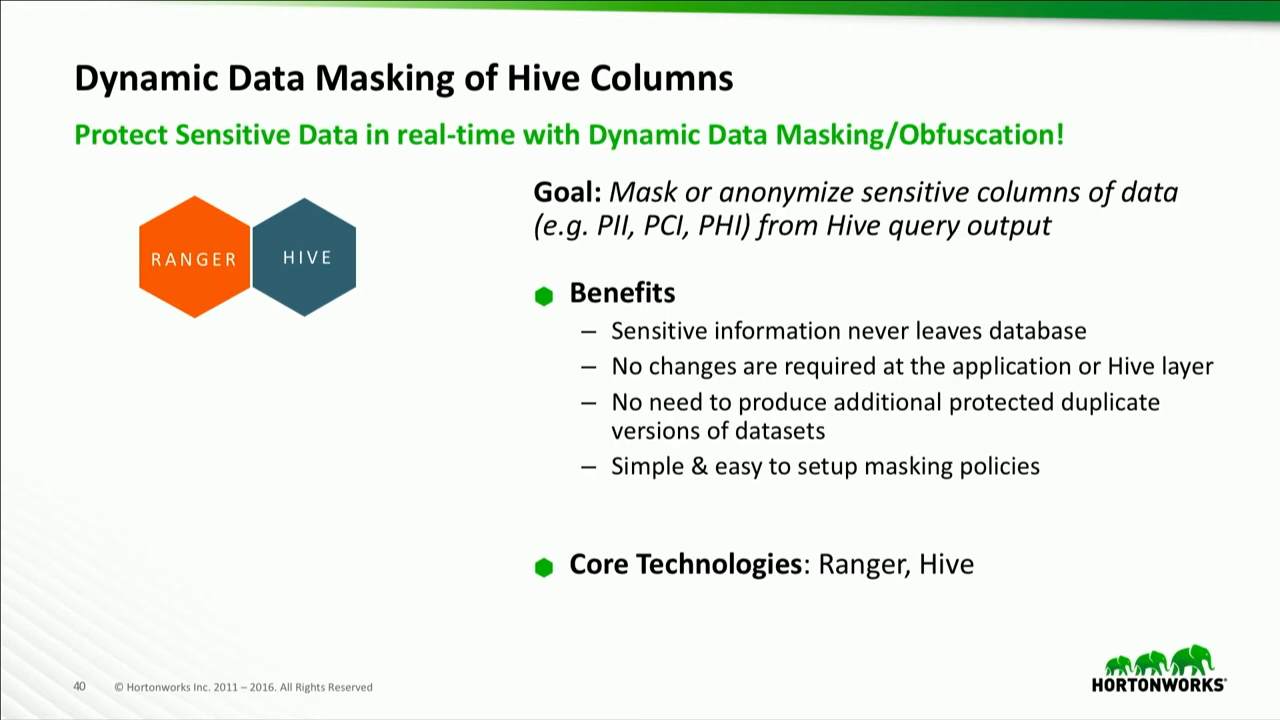 Dynamic Data Masking of Hive Columns
Protect Sensitive Data in real-time with Dynamic Data Masking/Obfuscation!
RANGER
HIVE
Goal: Mask or anonymize sensitive columns of data
(e.g. PII, PCI, PHI) from Hive query output
Benefits
– Sensitive information never leaves database
– No changes are required at the application or Hive layer
– No need to produce additional protected duplicate
versions of datasets
– Simple & easy to setup masking policies
Core Technologies: Ranger, Hive
40 © Hortonworks Inc. 2011 – 2016. All Rights Reserved
HORTONWORKS